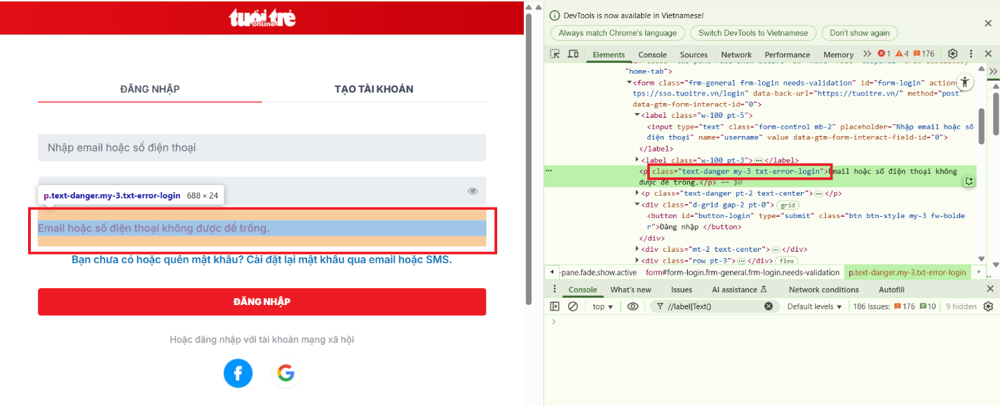 tuổi trẻ
online
ĐĂNG NHẬP
TẠO TÀI KHOẢN
Nhập email hoặc số điện thoại
p.text-danger.my-3.txt-error-login 688 × 24
Email hoặc số điện thoại không được để trống.
Bạn chưa có hoặc quên mật khẩu? Cài đặt lại mật khẩu qua email hoặc SMS.
ĐĂNG NHẬP
Hoặc đăng nhập với tài khoản mạng xã hội
DevTools is now available in Vietnamese!
Always match Chrome's language
Switch DevTools to Vietnamese
Don't show again
Elements Console Sources Network Performance Memory 1 4 176
"home-tab">
<form class="frm-general frm-login needs-validation" id="form-login" action=
tps://sso.tuoitre.vn/login" data-back-url="https://tuoitre.vn/" method="post"
data-gtm-form-interact-id="0">
<label class="w-100 pt-5">
<input type="text" class="form-control mb-2" placeholder="Nhập email hoặc số
điện thoại" name="username" value data-gtm-form-interact-field-id="0">
</label>
<label class="w-100 pt-3">…</label>
<p class="text-danger my-3 txt-error-login">Email hoặc số điện thoại không
được để trống.</p> == $0
<p class="text-danger pt-2 text-center">…</p>
<div class="d-grid gap-2 pt-0"> grid
<button id="button-login" type="submit" class="btn btn-style my-3 fw-bolde
r">Đăng nhập </button>
</div>
<div class="mt-2 text-center">…</div>
<div class="row pt-3">…</div> flex
-pane.fade.show.active form#form-login.frm-general.frm-login.needs-validation p.text-danger.my-3.txt-error-login
Console What's new Issues AI assistance Network conditions Autofill
top //label[Text() Default levels 186 Issues: 176 10 9 hidden